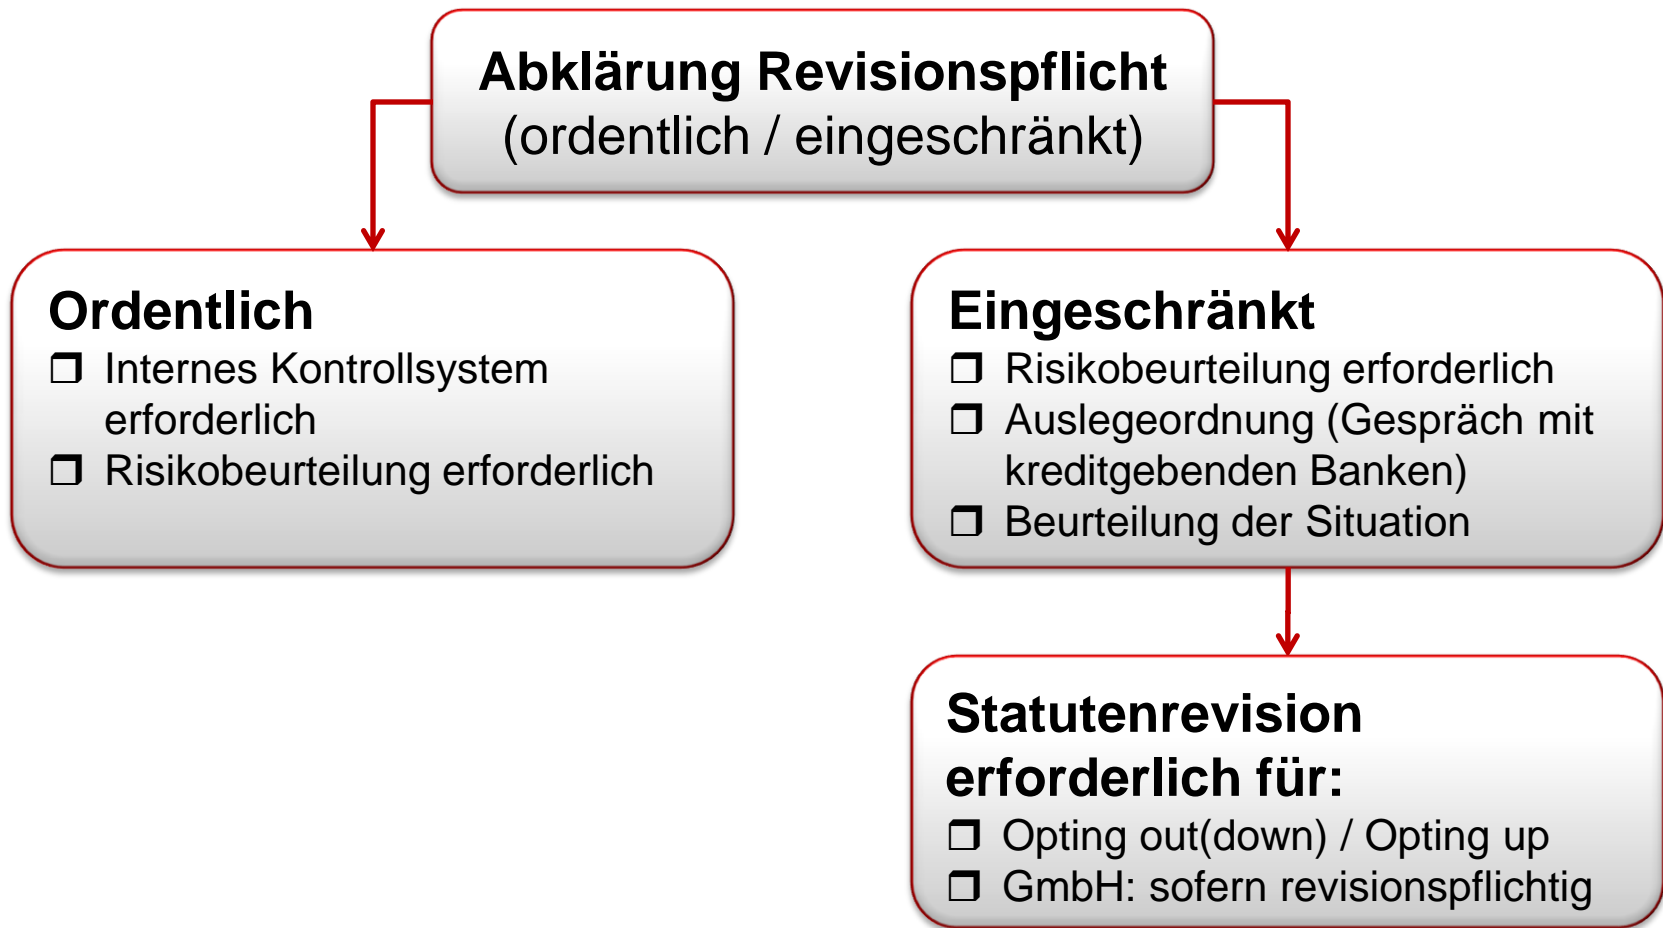 Abklärung Revisionspflicht
(ordentlich / eingeschränkt)
Ordentlich
❒ Internes Kontrollsystem
erforderlich
❒ Risikobeurteilung erforderlich
Eingeschränkt
❒ Risikobeurteilung erforderlich
❒ Auslegeordnung (Gespräch mit
kreditgebenden Banken)
❒ Beurteilung der Situation
Statutenrevision
erforderlich für:
❒ Opting out(down) / Opting up
❒ GmbH: sofern revisionspflichtig